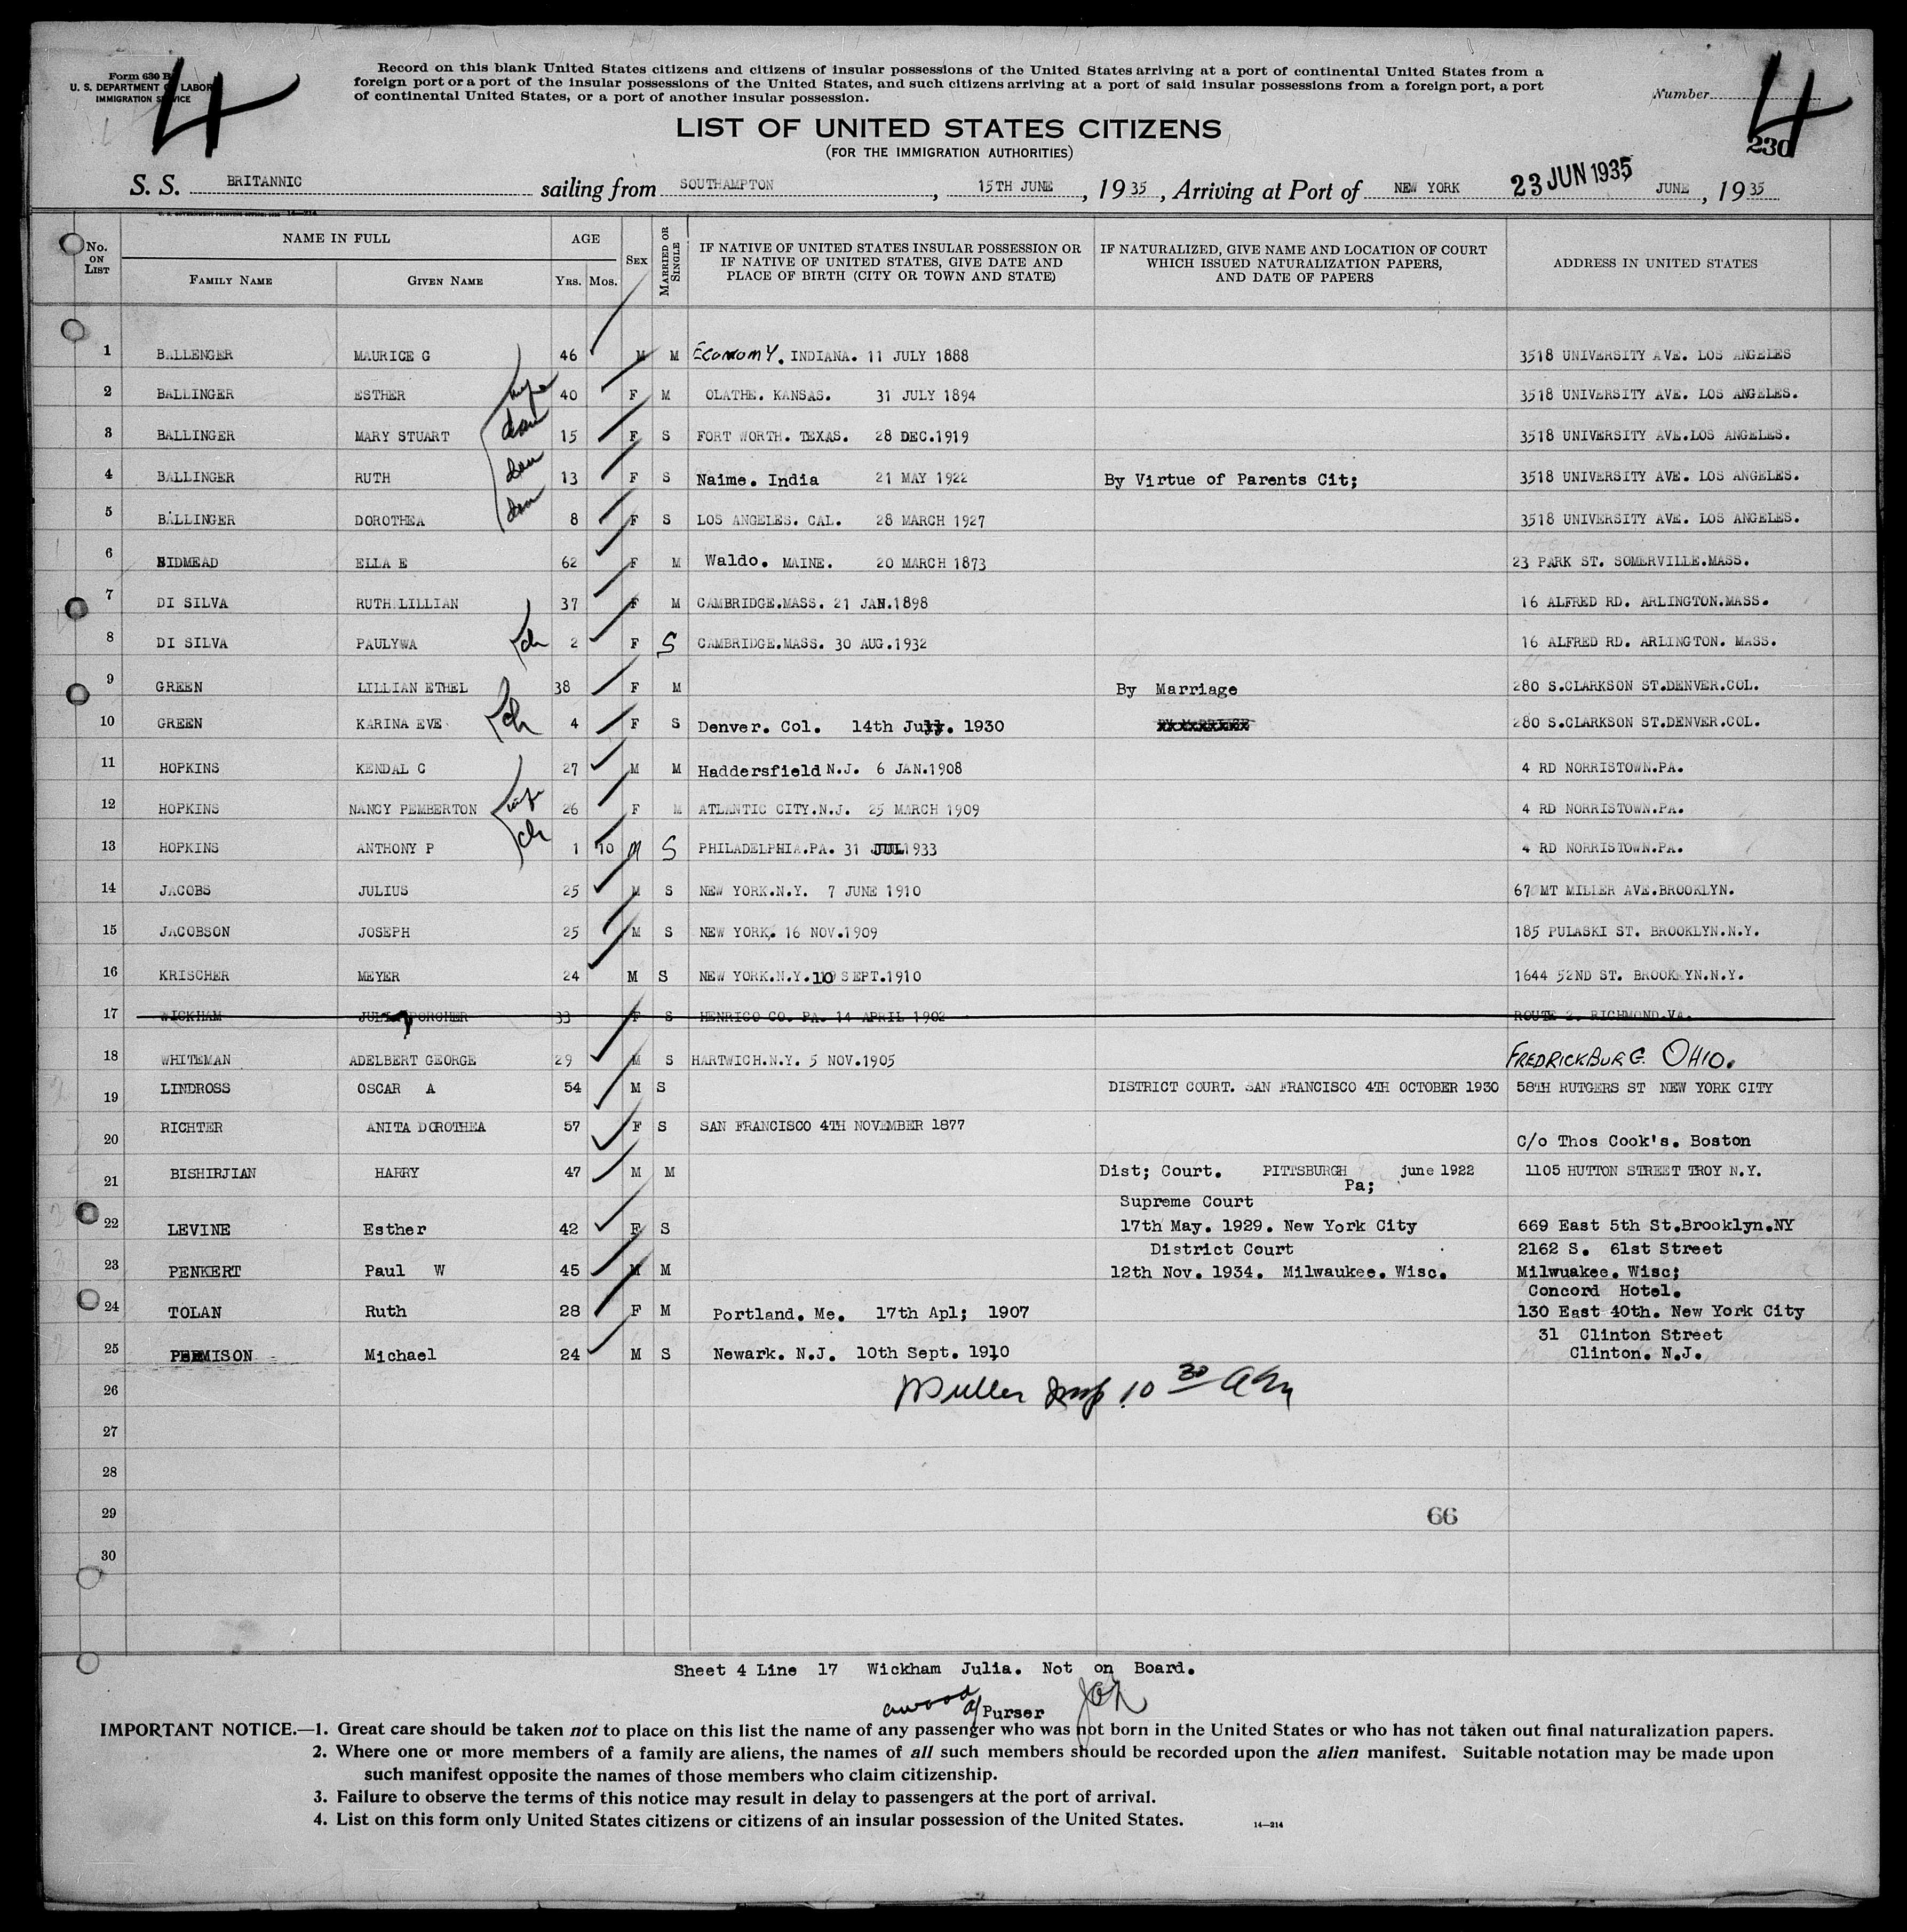 Form 630 B
U. S. DEPARTMENT OF LABOR
IMMIGRATION SERVICE
4
Record on this blank United States citizens and citizens of insular possessions of the United States arriving at a port of continental United States from a
foreign port or a port of the insular possessions of the United States, and such citizens arriving at a port of said insular possessions from a foreign port, a port
of continental United States, or a port of another insular possession.
Number
4
230
LIST OF UNITED STATES CITIZENS
(FOR THE IMMIGRATION AUTHORITIES)
S. S. BRITANNIC sailing from SOUTHAMPTON, 15TH JUNE, 1935, Arriving at Port of NEW YORK 23 JUN 1935 JUNE, 1935
No. ON LIST NAME IN FULL AGE SEX MARRIED OR SINGLE IF NATIVE OF UNITED STATES INSULAR POSSESSION OR IF NATIVE OF UNITED STATES, GIVE DATE AND PLACE OF BIRTH (CITY OR TOWN AND STATE) IF NATURALIZED, GIVE NAME AND LOCATION OF COURT WHICH ISSUED NATURALIZATION PAPERS, AND DATE OF PAPERS ADDRESS IN UNITED STATES
FAMILY NAME GIVEN NAME YRS. MOS.
1 BALLENGER MAURICE G 46 M M ECONOMY. INDIANA. 11 JULY 1888 3518 UNIVERSITY AVE. LOS ANGELES
2 BALLINGER ESTHER wife 40 F M OLATHE. KANSAS. 31 JULY 1894 3518 UNIVERSITY AVE. LOS ANGELES.
3 BALLINGER MARY STUART dau 15 F S FORT WORTH. TEXAS. 28 DEC.1919 3518 UNIVERSITY AVE.LOS ANGELES.
4 BALLINGER RUTH dau 13 F S Naime. India 21 MAY 1922 By Virtue of Parents Cit; 3518 UNIVERSITY AVE. LOS ANGELES.
5 BALLINGER DOROTHEA dau 8 F S LOS ANGELES. CAL. 28 MARCH 1927 3518 UNIVERSITY AVE. LOS ANGELES.
6 BIDMEAD ELLA E 62 F M Waldo. MAINE. 20 MARCH 1873 23 PARK ST. SOMERVILLE.MASS.
7 DI SILVA RUTH LILLIAN 37 F M CAMBRIDGE.MASS. 21 JAN.1898 16 ALFRED RD. ARLINGTON.MASS.
8 DI SILVA PAULYWA ch 2 F S CAMBRIDGE.MASS. 30 AUG.1932 16 ALFRED RD. ARLINGTON. MASS.
9 GREEN LILLIAN ETHEL 38 F M By Marriage 280 S.CLARKSON ST.DENVER.COL.
10 GREEN KARINA EVE ch 4 F S Denver. Col. 14th July. 1930 280 S.CLARKSON ST.DENVER.COL.
11 HOPKINS KENDAL C 27 M M Haddersfield N.J. 6 JAN.1908 4 RD NORRISTOWN.PA.
12 HOPKINS NANCY PEMBERTON wife 26 F M ATLANTIC CITY.N.J. 25 MARCH 1909 4 RD NORRISTOWN.PA.
13 HOPKINS ANTHONY P ch 1 10 M S PHILADELPHIA.PA. 31 JUL1933 4 RD NORRISTOWN.PA.
14 JACOBS JULIUS 25 M S NEW YORK.N.Y. 7 JUNE 1910 67 MT MILLER AVE.BROOKLYN.
15 JACOBSON JOSEPH 25 M S NEW YORK. 16 NOV.1909 185 PULASKI ST. BROOKLYN.N.Y.
16 KRISCHER MEYER 24 M S NEW YORK.N.Y.10 SEPT.1910 1644 52ND ST. BROOKLYN.N.Y.
17 WICKHAM JULIA PORCHER 33 F S HENRICO CO. PA. 14 APRIL 1902 ROUTE 2. RICHMOND.VA.
18 WHITEMAN ADELBERT GEORGE 29 M S HARTWICH.N.Y. 5 NOV.1905 FREDRICKBURG. OHIO.
19 LINDROSS OSCAR A 54 M S DISTRICT COURT. SAN FRANCISCO 4TH OCTOBER 1930 58TH RUTGERS ST NEW YORK CITY
20 RICHTER ANITA DOROTHEA 57 F S SAN FRANCISCO 4TH NOVEMBER 1877 C/o Thos Cook's. Boston
21 BISHIRJIAN HARRY 47 M M Dist; Court. PITTSBURGH Pa; june 1922 1105 HUTTON STREET TROY N.Y.
Supreme Court
22 LEVINE Esther 42 F S 17th May. 1929. New York City 669 East 5th St.Brooklyn.NY
District Court 2162 S. 61st Street
23 PENKERT Paul W 45 M M 12th Nov. 1934. Milwaukee. Wisc. Milwuakee. Wisc;
Concord Hotel.
24 TOLAN Ruth 28 F M Portland. Me. 17th Apl; 1907 130 East 40th. New York City
31 Clinton Street
25 MISON Michael 24 M S Newark. N.J. 10th Sept. 1910 Clinton. N.J.
26 Muller Insp 10 30 AM
27
28
29 66
30
Sheet 4 Line 17 Wickham Julia. Not on Board.
a/Purser
IMPORTANT NOTICE.—1. Great care should be taken not to place on this list the name of any passenger who was not born in the United States or who has not taken out final naturalization papers.
2. Where one or more members of a family are aliens, the names of all such members should be recorded upon the alien manifest. Suitable notation may be made upon
such manifest opposite the names of those members who claim citizenship.
3. Failure to observe the terms of this notice may result in delay to passengers at the port of arrival.
4. List on this form only United States citizens or citizens of an insular possession of the United States.
14—214